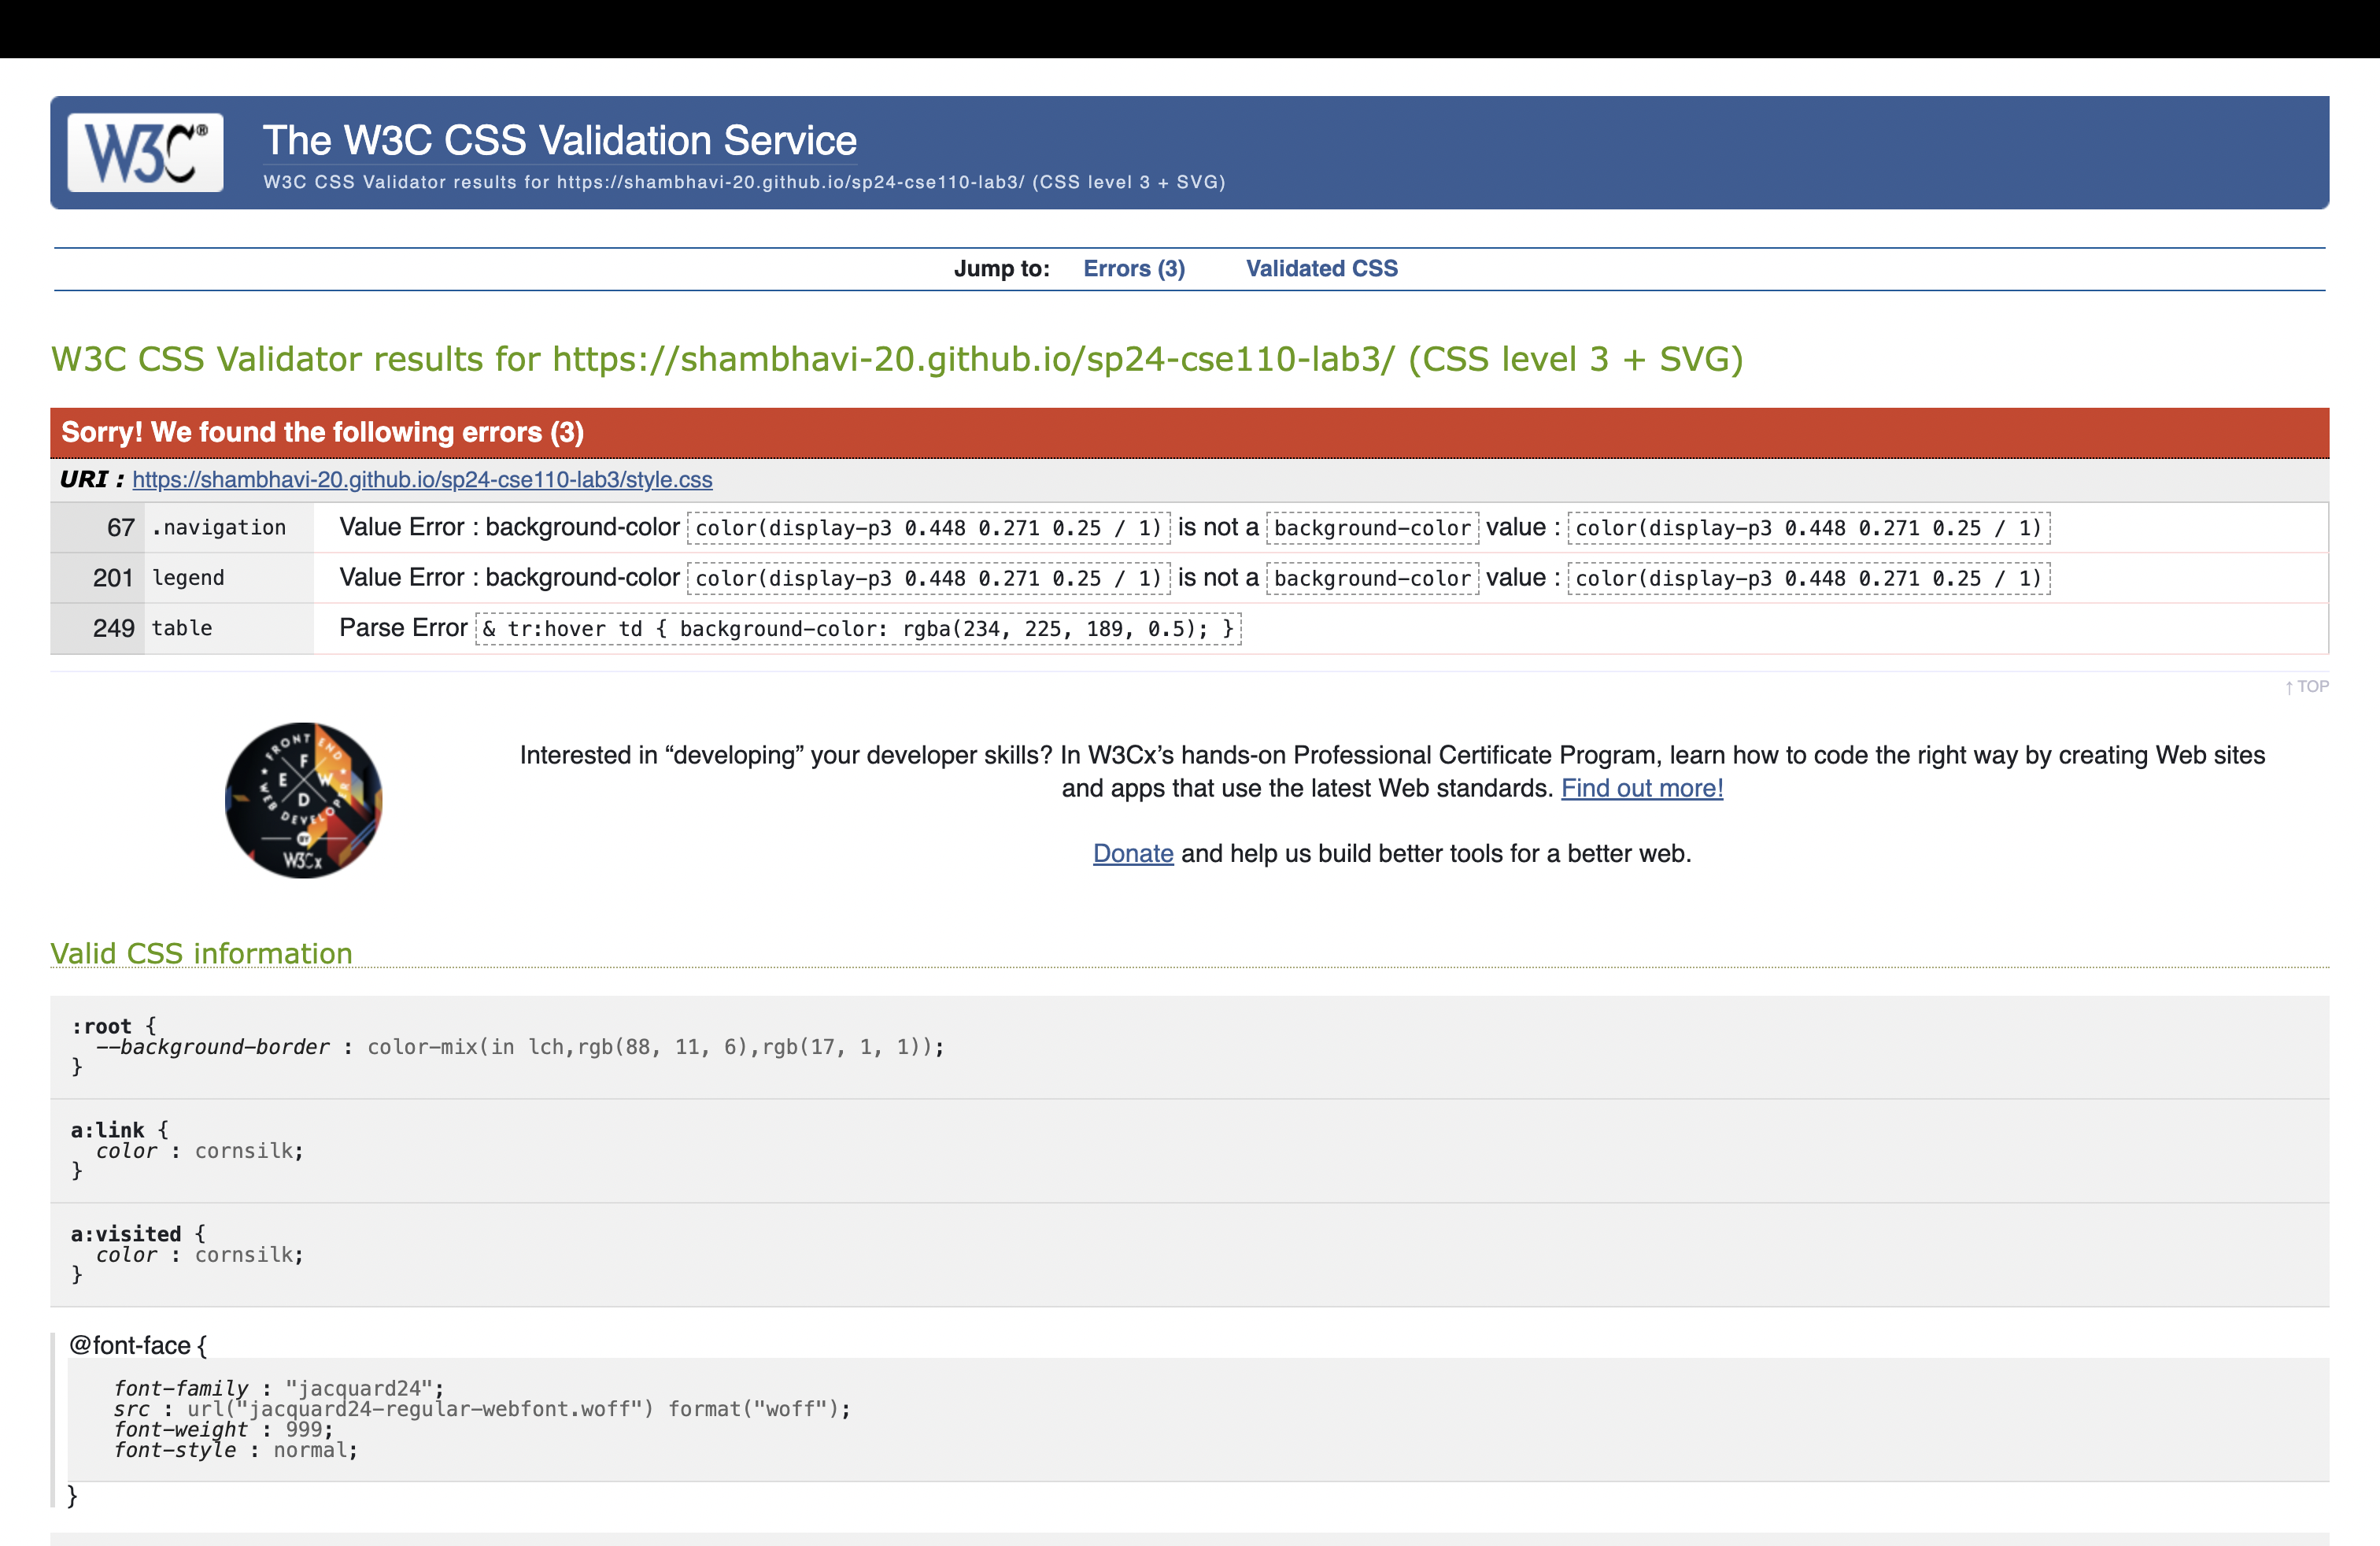 W3C®
The W3C CSS Validation Service
W3C CSS Validator results for https://shambhavi-20.github.io/sp24-cse110-lab3/ (CSS level 3 + SVG)
Jump to: Errors (3) Validated CSS
W3C CSS Validator results for https://shambhavi-20.github.io/sp24-cse110-lab3/ (CSS level 3 + SVG)
Sorry! We found the following errors (3)
URI : https://shambhavi-20.github.io/sp24-cse110-lab3/style.css
67 .navigation Value Error : background-color color(display-p3 0.448 0.271 0.25 / 1) is not a background-color value : color(display-p3 0.448 0.271 0.25 / 1)
201 legend Value Error : background-color color(display-p3 0.448 0.271 0.25 / 1) is not a background-color value : color(display-p3 0.448 0.271 0.25 / 1)
249 table Parse Error & tr:hover td { background-color: rgba(234, 225, 189, 0.5); }
↑ TOP
FRONT END WEB DEVELOPER
F E W D
BY
W3Cx
Interested in “developing” your developer skills? In W3Cx’s hands-on Professional Certificate Program, learn how to code the right way by creating Web sites
and apps that use the latest Web standards. Find out more!
Donate and help us build better tools for a better web.
Valid CSS information
:root {
--background-border : color-mix(in lch,rgb(88, 11, 6),rgb(17, 1, 1));
}
a:link {
color : cornsilk;
}
a:visited {
color : cornsilk;
}
@font-face {
font-family : "jacquard24";
src : url("jacquard24-regular-webfont.woff") format("woff");
font-weight : 999;
font-style : normal;
}